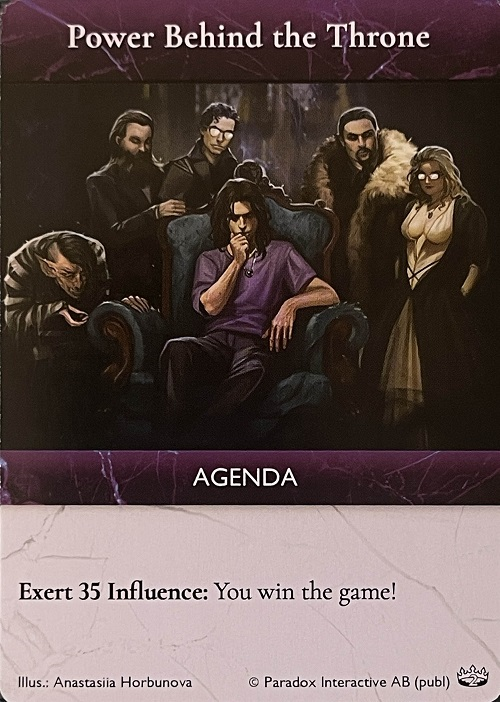 Power Behind the Throne
AGENDA
Exert 35 Influence: You win the game!
Illus.: Anastasiia Horbunova © Paradox Interactive AB (publ) 2